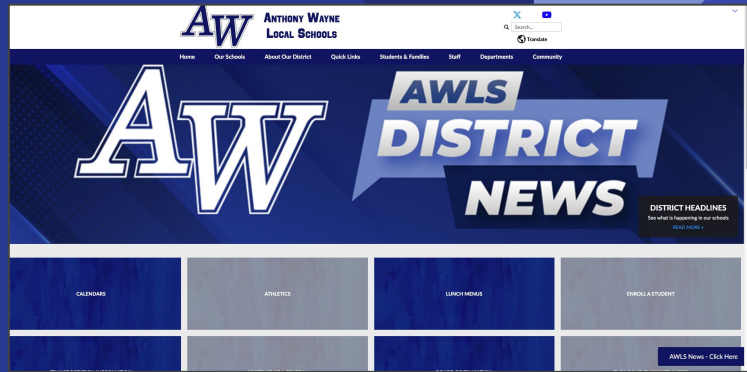 AW
ANTHONY WAYNE
LOCAL SCHOOLS
Search...
Translate
Home Our Schools About Our District Quick Links Students & Families Staff Departments Community
AW
AWLS
DISTRICT
NEWS
DISTRICT HEADLINES
See what is happening in our schools
READ MORE »
CALENDARS ATHLETICS LUNCH MENUS ENROLL A STUDENT
AWLS News - Click Here